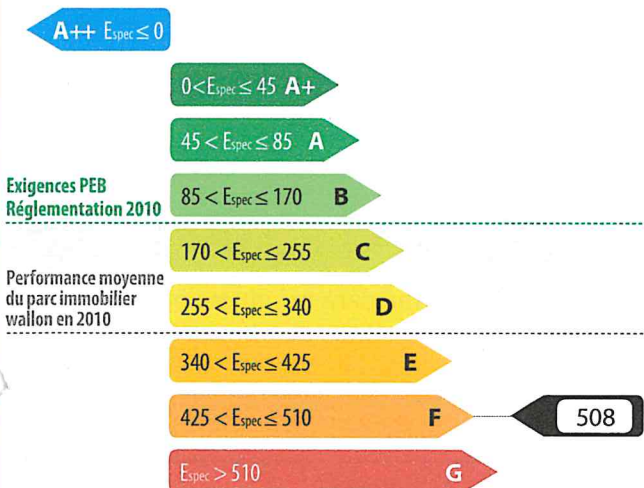 A++ Espec ≤ 0
0 < Espec ≤ 45 A+
45 < Espec ≤ 85 A
Exigences PEB
Réglementation 2010
85 < Espec ≤ 170 B
170 < Espec ≤ 255 C
Performance moyenne
du parc immobilier
wallon en 2010
255 < Espec ≤ 340 D
340 < Espec ≤ 425 E
425 < Espec ≤ 510 F
508
Espec > 510 G